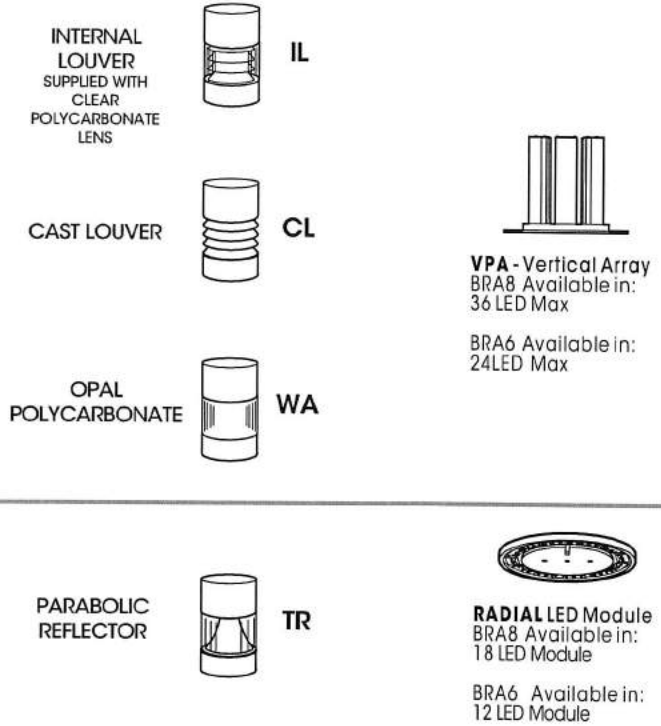 INTERNAL
LOUVER
SUPPLIED WITH
CLEAR
POLYCARBONATE
LENS
IL
CAST LOUVER
CL
OPAL
POLYCARBONATE
WA
VPA - Vertical Array
BRA8 Available in:
36 LED Max
BRA6 Available in:
24LED Max
PARABOLIC
REFLECTOR
TR
RADIAL LED Module
BRA8 Available in:
18 LED Module
BRA6 Available in:
12 LED Module